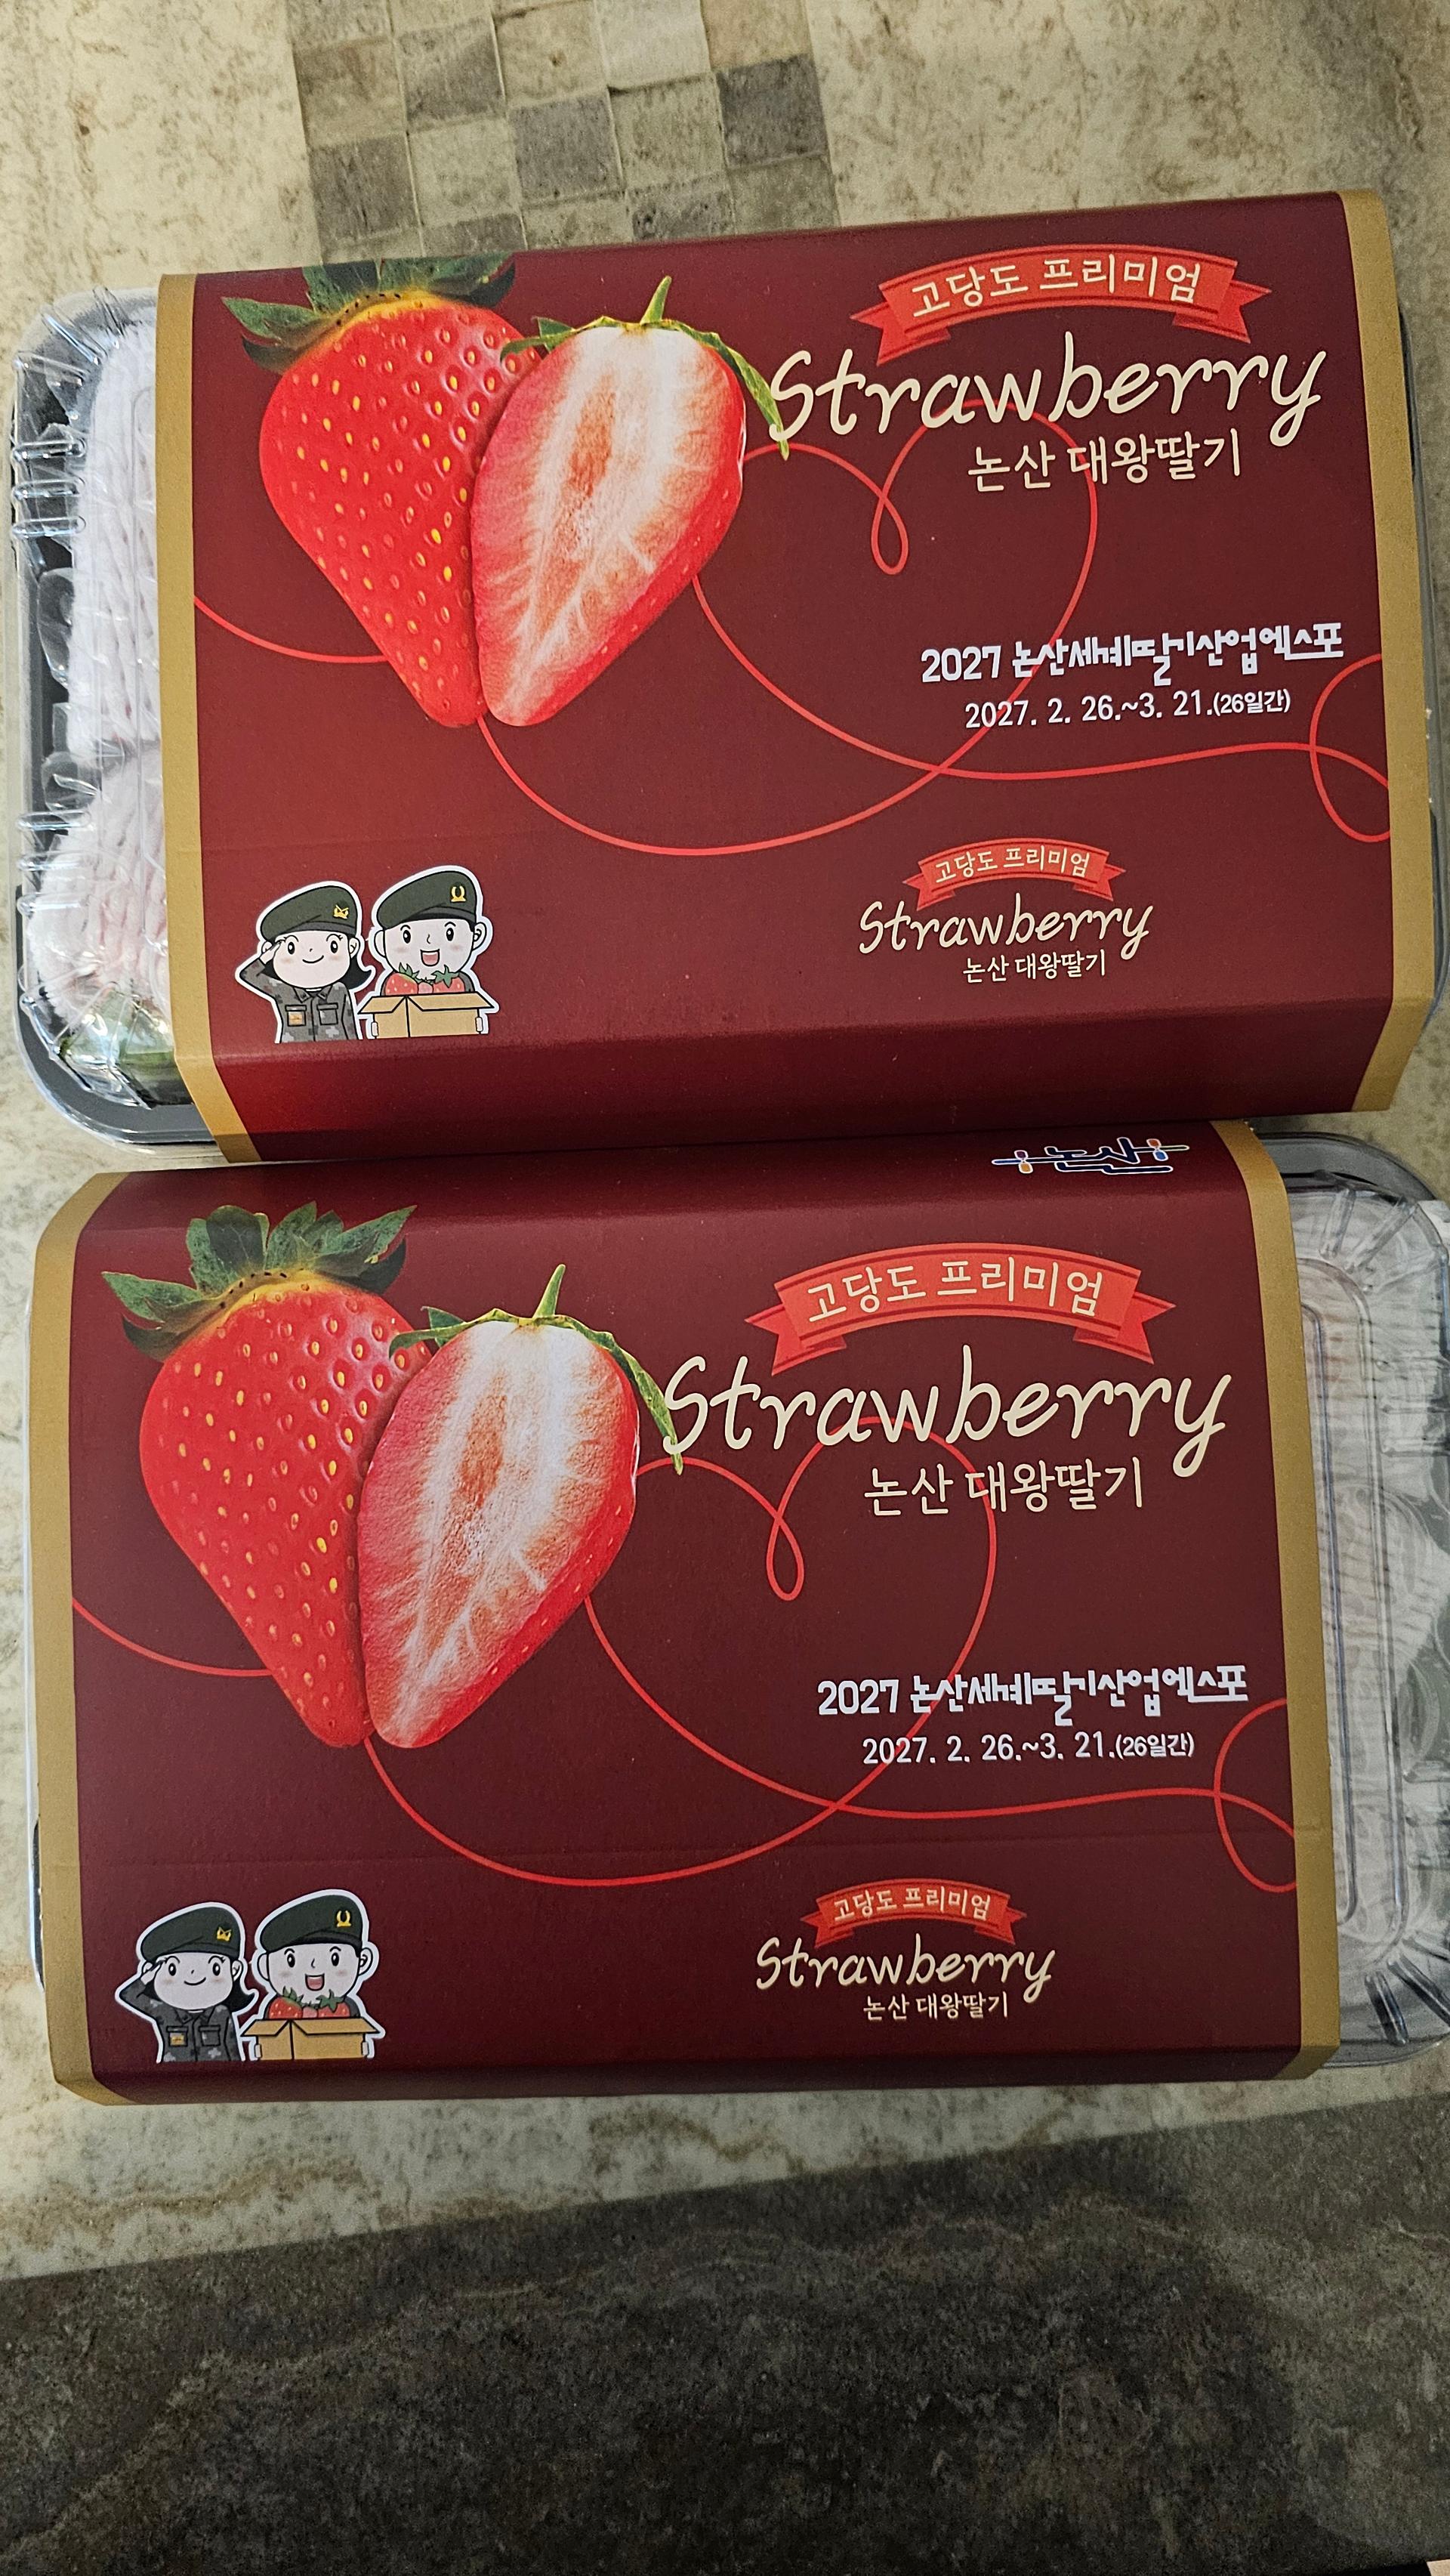 고당도 프리미엄
Strawberry
논산 대왕딸기
2027 논산세계딸기산업엑스포
2027. 2. 26.~3. 21.(26일간)
고당도 프리미엄
Strawberry
논산 대왕딸기
논산
고당도 프리미엄
Strawberry
논산 대왕딸기
2027 논산세계딸기산업엑스포
2027. 2. 26.~3. 21.(26일간)
고당도 프리미엄
Strawberry
논산 대왕딸기